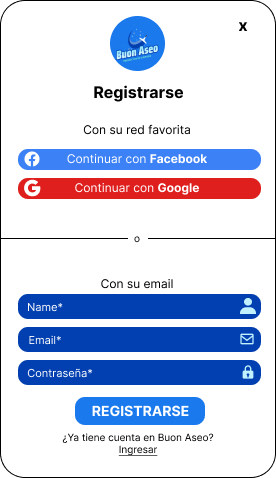 x
Buon Aseo
Registrarse
Con su red favorita
Continuar con Facebook
Continuar con Google
o
Con su email
Name*
Email*
Contraseña*
REGISTRARSE
¿Ya tiene cuenta en Buon Aseo?
Ingresar